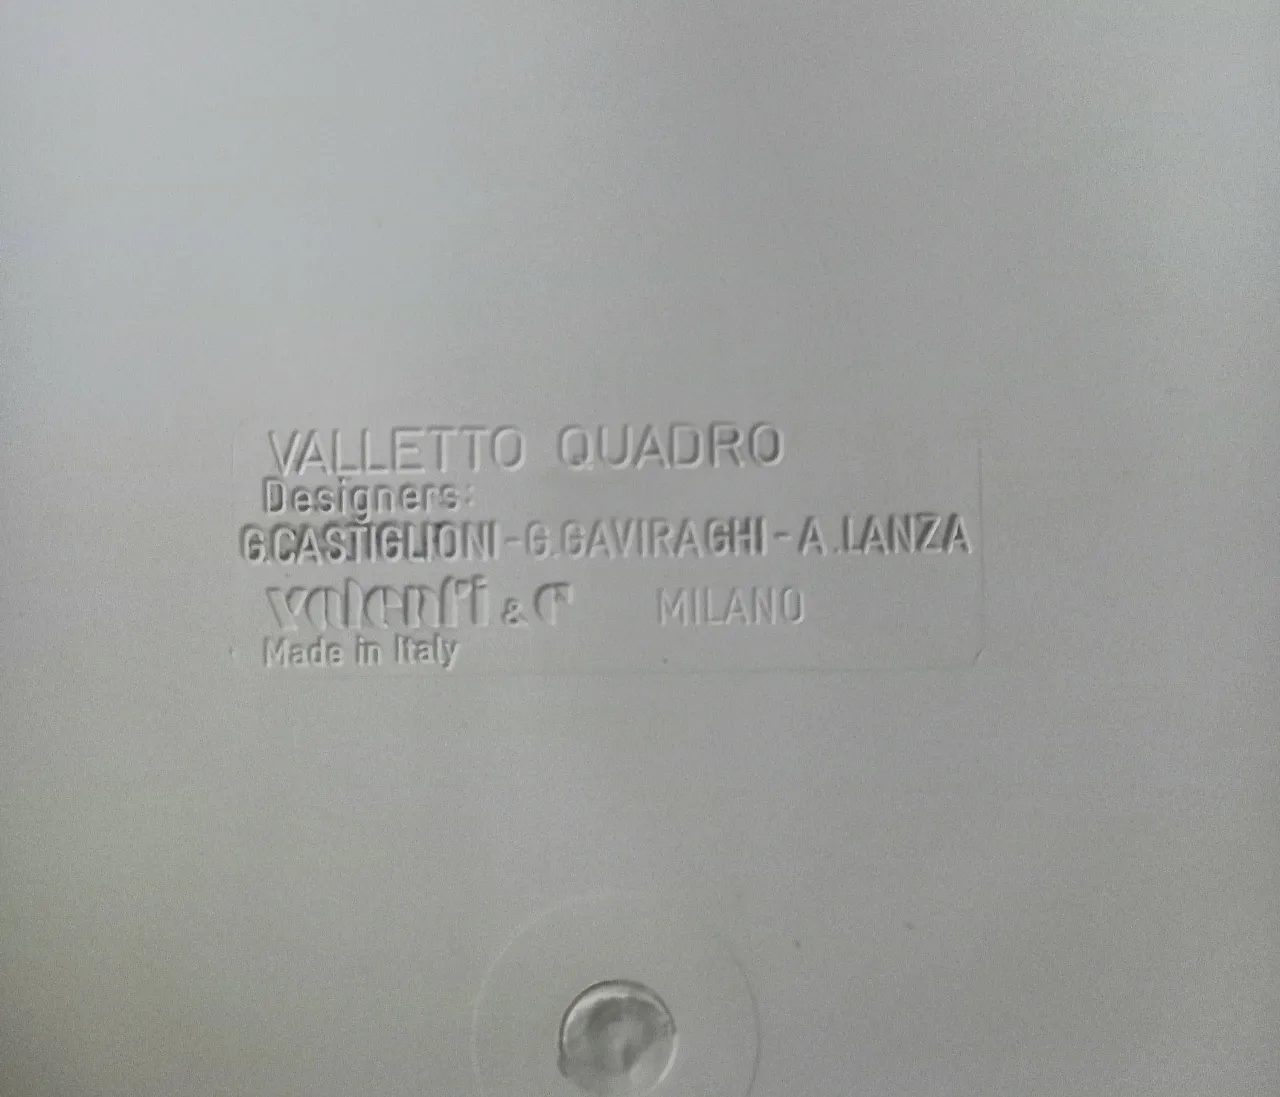 VALLETTO QUADRO
Designers:
G.CASTIGLIONI-G.GAVIRAGHI-A.LANZA
valenti & C MILANO
Made in Italy